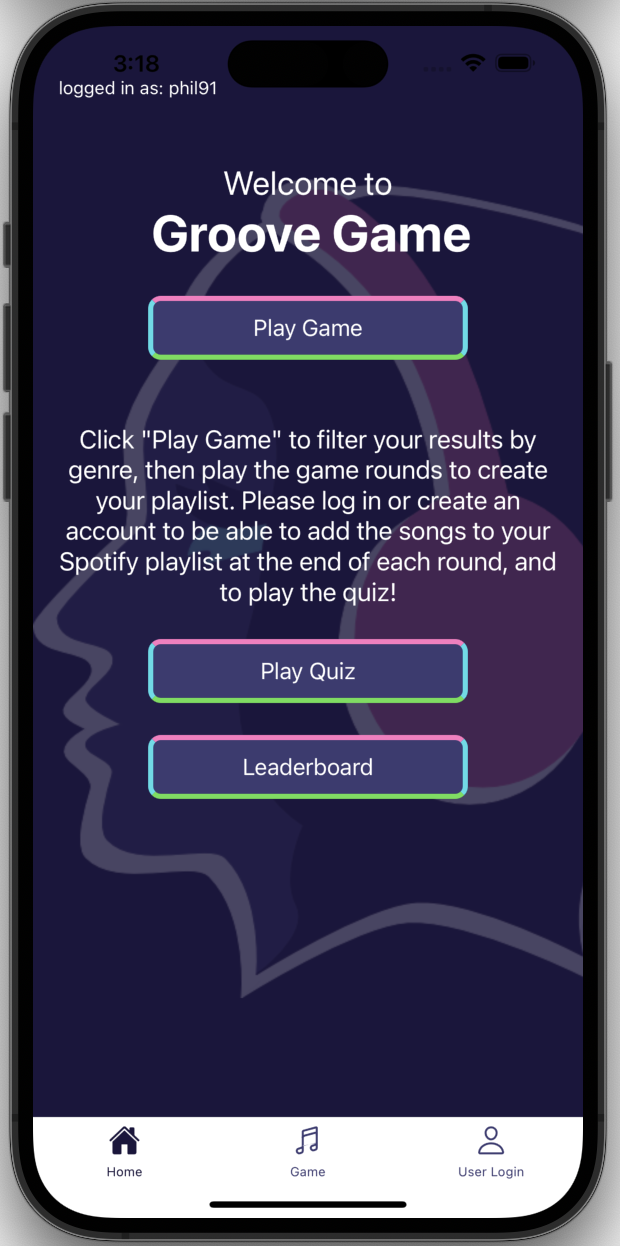 3:18
logged in as: phil91
Welcome to
Groove Game
Play Game
Click "Play Game" to filter your results by
genre, then play the game rounds to create
your playlist. Please log in or create an
account to be able to add the songs to your
Spotify playlist at the end of each round, and
to play the quiz!
Play Quiz
Leaderboard
Home
Game
User Login